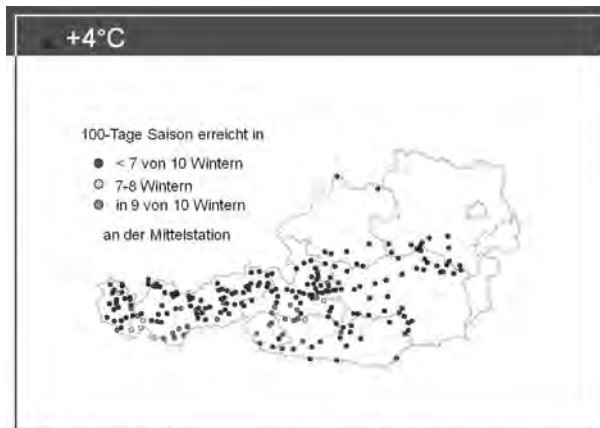 +4°C
100-Tage Saison erreicht in
< 7 von 10 Wintern
7-8 Wintern
in 9 von 10 Wintern
an der Mittelstation